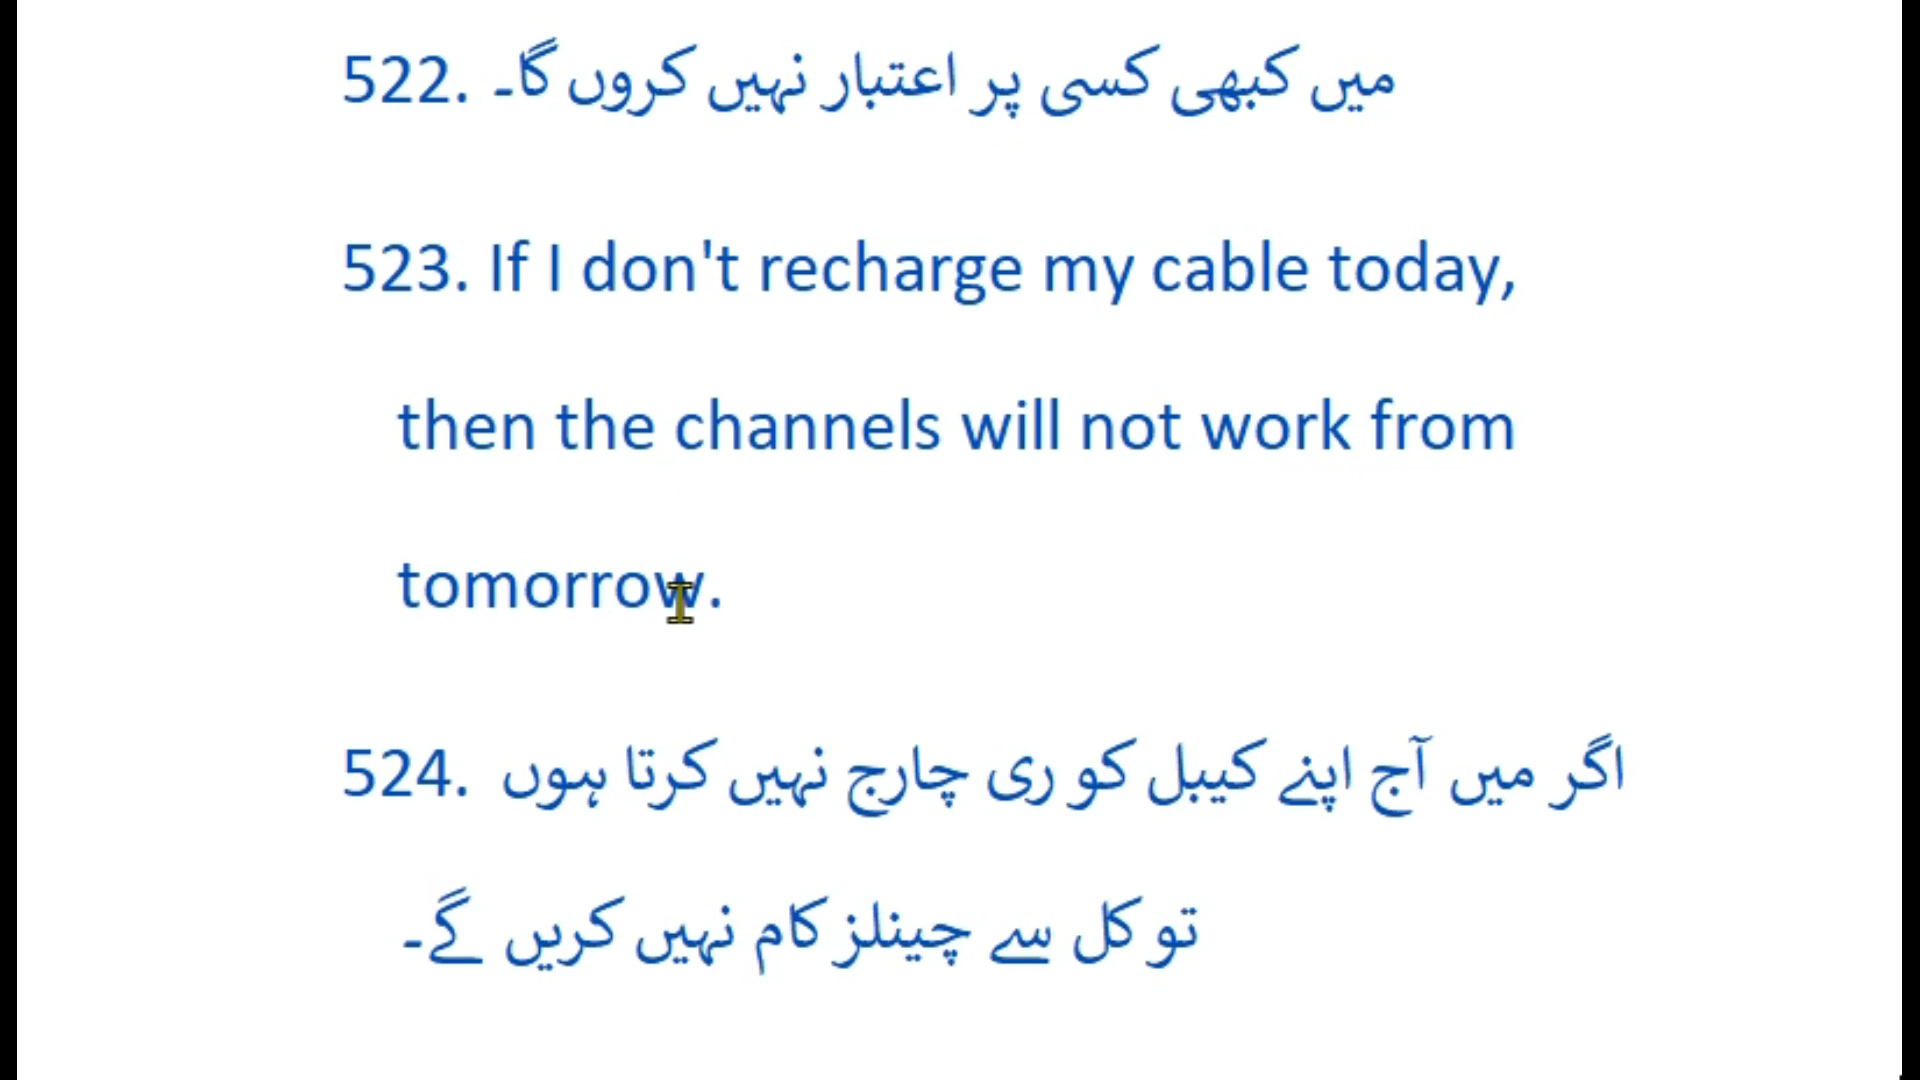 522. میں کبھی کسی پر اعتبار نہیں کروں گا۔
523. If I don't recharge my cable today,
then the channels will not work from
tomorrow.
524. اگر میں آج اپنے کیبل کو ری چارج نہیں کرتا ہوں
تو کل سے چینلز کام نہیں کریں گے۔